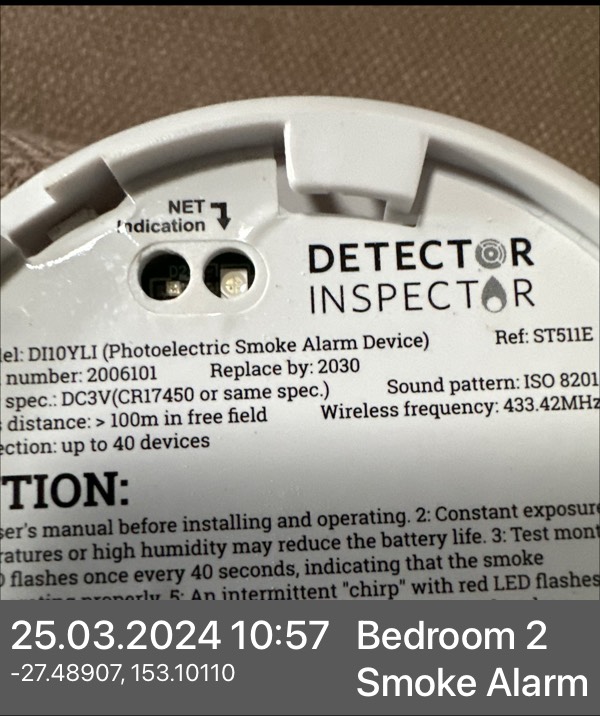 NET
Indication
DETECTOR
INSPECTOR
el: DI10YLI (Photoelectric Smoke Alarm Device) Ref: ST511E
number: 2006101 Replace by: 2030
spec.: DC3V(CR17450 or same spec.) Sound pattern: ISO 8201
distance: > 100m in free field Wireless frequency: 433.42MHz
ection: up to 40 devices
TION:
ser's manual before installing and operating. 2: Constant exposure
ratures or high humidity may reduce the battery life. 3: Test mont
flashes once every 40 seconds, indicating that the smoke
properly. 5: An intermittent "chirp" with red LED flashes
25.03.2024 10:57 Bedroom 2
-27.48907, 153.10110 Smoke Alarm